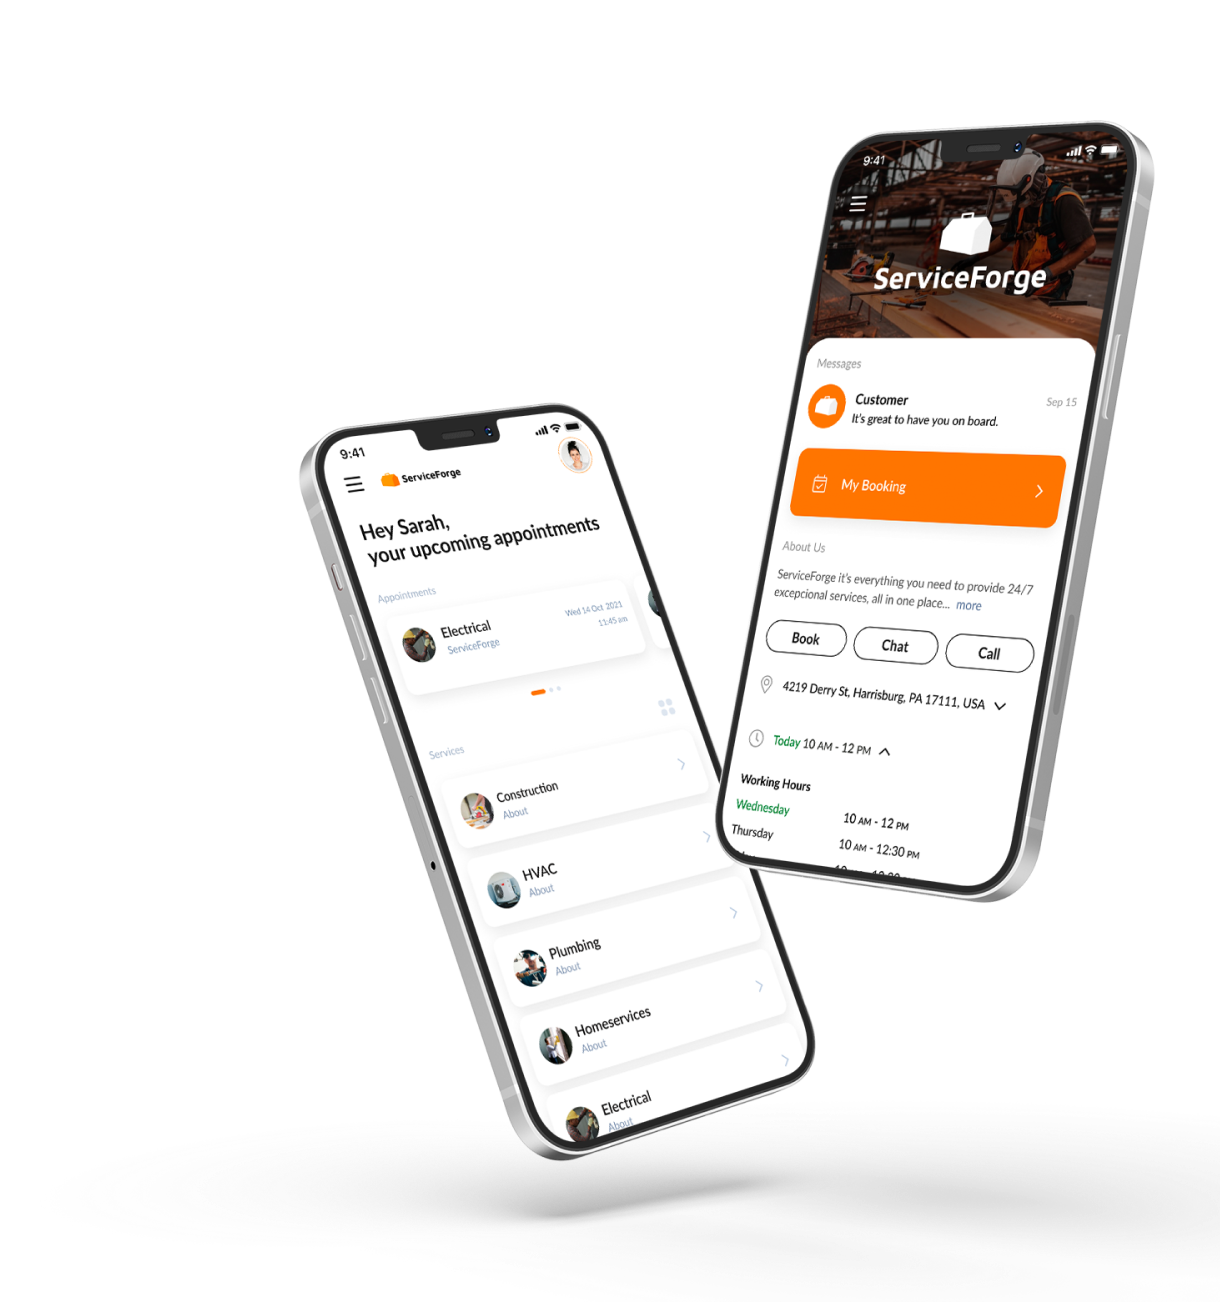 9:41
ServiceForge
Hey Sarah,
your upcoming appointments
Appointments
Electrical
ServiceForge
Wed 14 Oct 2021
11:45 am
Services
Construction
About
HVAC
About
Plumbing
About
Homeservices
About
Electrical
About
9:41
ServiceForge
Messages
Customer
Sep 15
It's great to have you on board.
My Booking
About Us
ServiceForge it's everything you need to provide 24/7
excepcional services, all in one place... more
Book
Chat
Call
4219 Derry St, Harrisburg, PA 17111, USA
Today 10 AM - 12 PM
Working Hours
Wednesday 10 AM - 12 PM
Thursday 10 AM - 12:30 PM